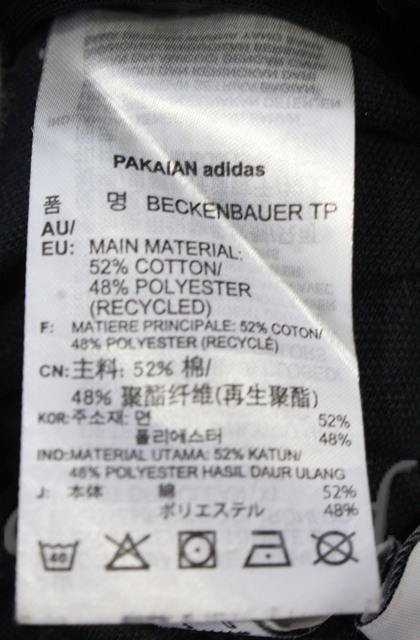 PAKAIAN adidas
품 명 BECKENBAUER TP
AU/
EU: MAIN MATERIAL:
52% COTTON/
48% POLYESTER
(RECYCLED)
F: MATIERE PRINCIPALE: 52% COTON/
48% POLYESTER (RECYCLÉ)
CN: 主料: 52% 棉/
48% 聚酯纤维(再生聚酯)
KOR: 주소재: 면 52%
폴리에스터 48%
IND: MATERIAL UTAMA: 52% KATUN/
48% POLYESTER HASIL DAUR ULANG
J: 本体 綿 52%
ポリエステル 48%
40